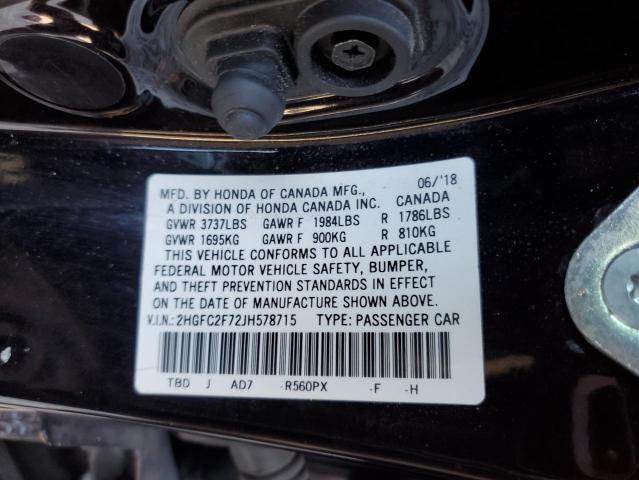 MFD. BY HONDA OF CANADA MFG., 06/'18
A DIVISION OF HONDA CANADA INC. CANADA
GVWR 3737LBS GAWR F 1984LBS R 1786LBS
GVWR 1695KG GAWR F 900KG R 810KG
THIS VEHICLE CONFORMS TO ALL APPLICABLE
FEDERAL MOTOR VEHICLE SAFETY, BUMPER,
AND THEFT PREVENTION STANDARDS IN EFFECT
ON THE DATE OF MANUFACTURE SHOWN ABOVE.
V.I.N.: 2HGFC2F72JH578715 TYPE: PASSENGER CAR
TBD J AD7 -R560PX -F -H